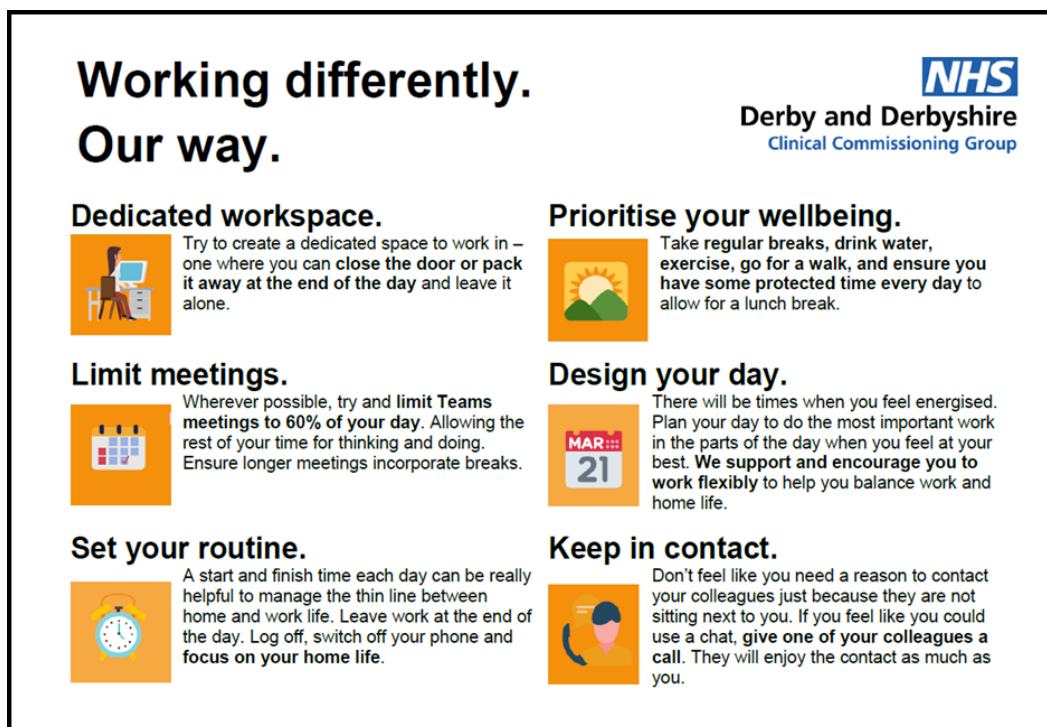 Working differently.
Our way.
NHS
Derby and Derbyshire
Clinical Commissioning Group
Dedicated workspace.
Try to create a dedicated space to work in –
one where you can close the door or pack
it away at the end of the day and leave it
alone.
Prioritise your wellbeing.
Take regular breaks, drink water,
exercise, go for a walk, and ensure you
have some protected time every day to
allow for a lunch break.
Limit meetings.
Wherever possible, try and limit Teams
meetings to 60% of your day. Allowing the
rest of your time for thinking and doing.
Ensure longer meetings incorporate breaks.
Design your day.
MAR
21
There will be times when you feel energised.
Plan your day to do the most important work
in the parts of the day when you feel at your
best. We support and encourage you to
work flexibly to help you balance work and
home life.
Set your routine.
A start and finish time each day can be really
helpful to manage the thin line between
home and work life. Leave work at the end of
the day. Log off, switch off your phone and
focus on your home life.
Keep in contact.
Don’t feel like you need a reason to contact
your colleagues just because they are not
sitting next to you. If you feel like you could
use a chat, give one of your colleagues a
call. They will enjoy the contact as much as
you.